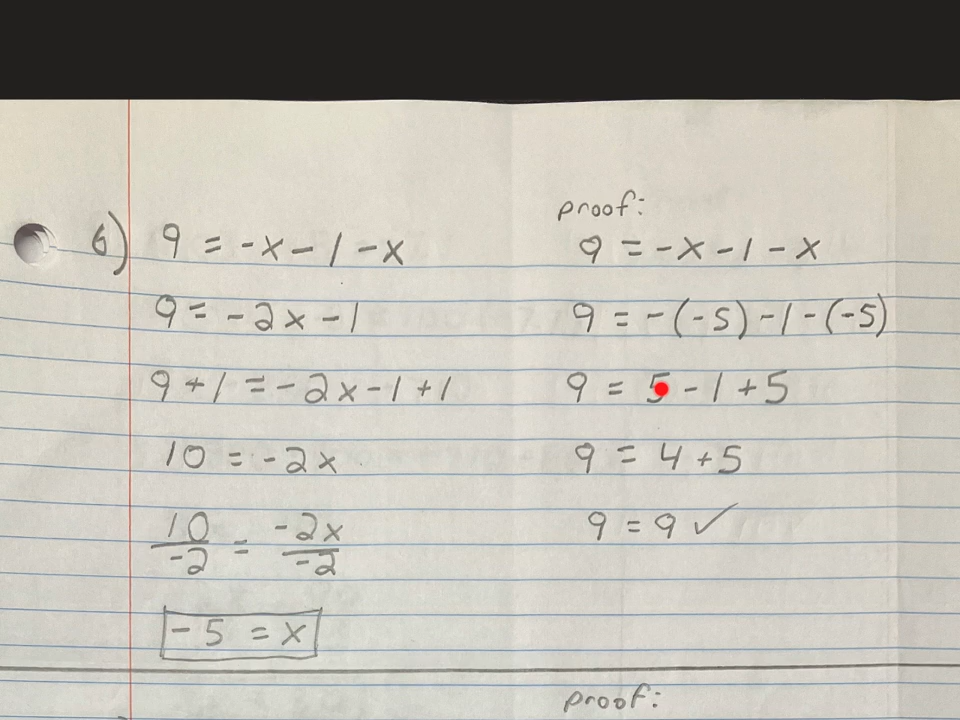 6) 9 = -x - 1 - x
9 = -2x - 1
9 + 1 = -2x - 1 + 1
10 = -2x
10/-2 = -2x/-2
-5 = x
proof:
9 = -x - 1 - x
9 = -(-5) - 1 - (-5)
9 = 5 - 1 + 5
9 = 4 + 5
9 = 9 ✓
proof: